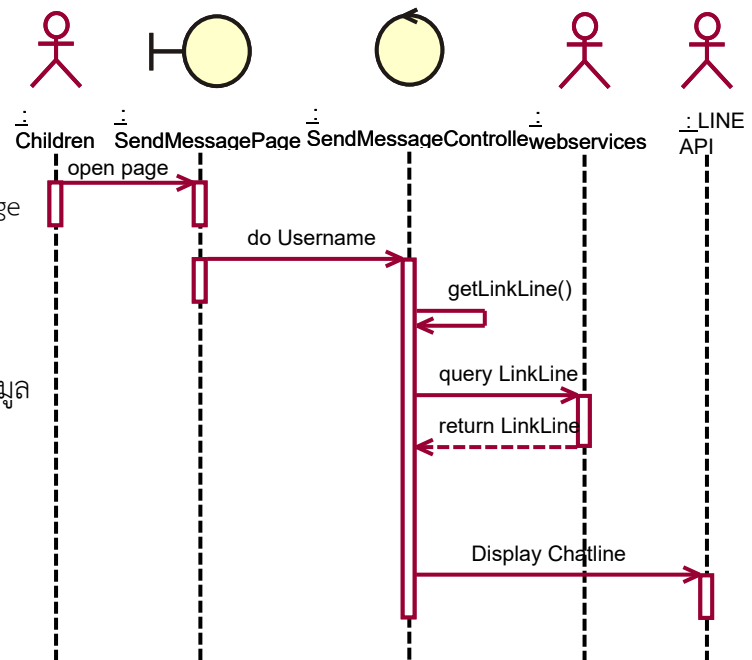 :
Children
:
SendMessagePage
:
SendMessageControlle
:
webservices
: LINE
API
open page
ge
do Username
getLinkLine()
query LinkLine
มูล
return LinkLine
Display Chatline